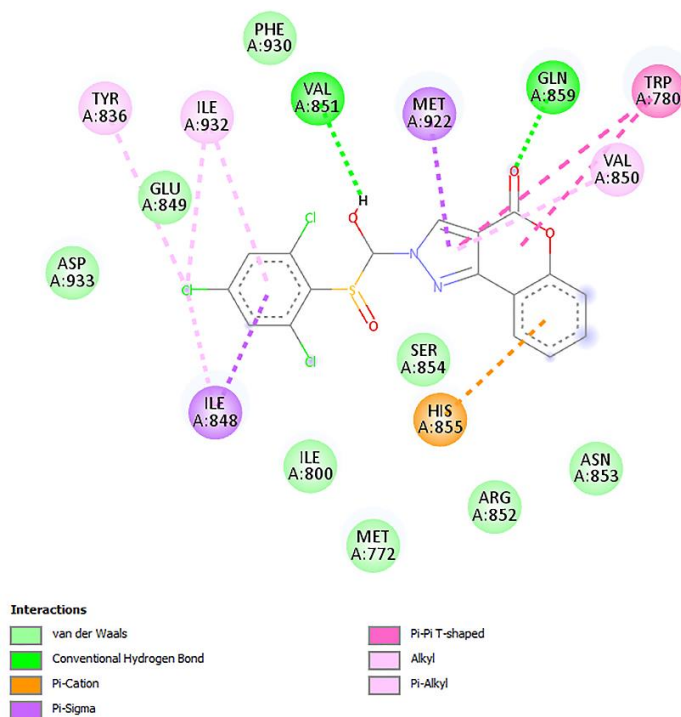 PHE
A:930
VAL
A:851
GLN
A:859
TRP
A:780
TYR
A:836
ILE
A:932
MET
A:922
VAL
A:850
GLU
A:849
O
H
O
Cl
O
N
ASP
A:933
Cl
S
N
O
Cl
SER
A:854
ILE
A:848
HIS
A:855
ILE
A:800
ASN
A:853
ARG
A:852
MET
A:772
Interactions
van der Waals
Conventional Hydrogen Bond
Pi-Cation
Pi-Sigma
Pi-Pi T-shaped
Alkyl
Pi-Alkyl